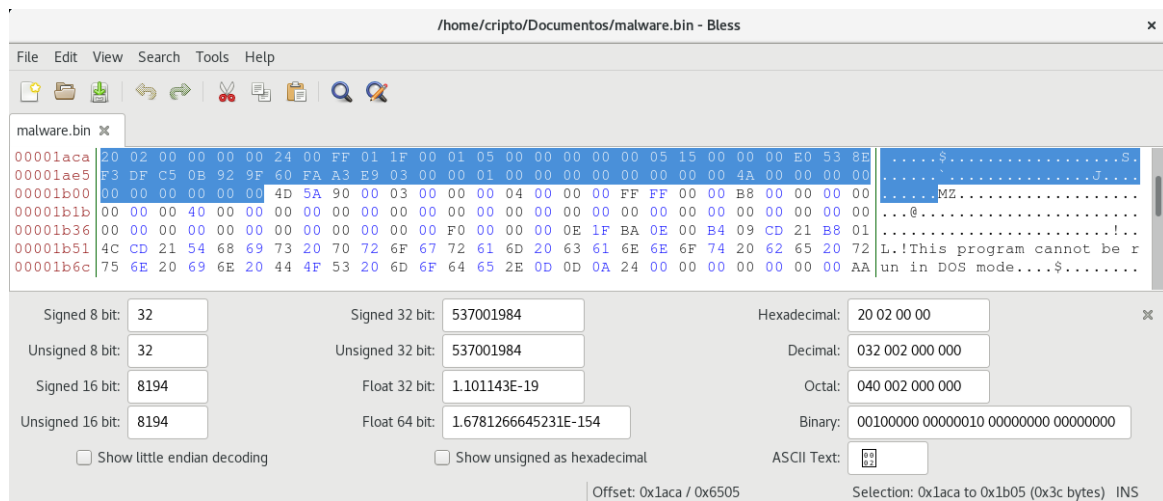 /home/cripto/Documentos/malware.bin - Bless
File Edit View Search Tools Help
malware.bin
00001aca 20 02 00 00 00 00 24 00 FF 01 1F 00 01 05 00 00 00 00 00 05 15 00 00 00 E0 53 8E .....$..................S.
00001ae5 F3 DF C5 0B 92 9F 60 FA A3 E9 03 00 00 01 00 00 00 00 00 00 00 00 4A 00 00 00 00 ......`...............J....
00001b00 00 00 00 00 00 00 4D 5A 90 00 03 00 00 00 04 00 00 00 FF FF 00 00 B8 00 00 00 00 ......MZ...................
00001b1b 00 00 00 40 00 00 00 00 00 00 00 00 00 00 00 00 00 00 00 00 00 00 00 00 00 00 00 ...@.......................
00001b36 00 00 00 00 00 00 00 00 00 00 00 00 F0 00 00 00 0E 1F BA 0E 00 B4 09 CD 21 B8 01 ........................!..
00001b51 4C CD 21 54 68 69 73 20 70 72 6F 67 72 61 6D 20 63 61 6E 6E 6F 74 20 62 65 20 72 L.!This program cannot be r
00001b6c 75 6E 20 69 6E 20 44 4F 53 20 6D 6F 64 65 2E 0D 0D 0A 24 00 00 00 00 00 00 00 AA un in DOS mode....$........
Signed 8 bit: 32 Signed 32 bit: 537001984 Hexadecimal: 20 02 00 00
Unsigned 8 bit: 32 Unsigned 32 bit: 537001984 Decimal: 032 002 000 000
Signed 16 bit: 8194 Float 32 bit: 1.101143E-19 Octal: 040 002 000 000
Unsigned 16 bit: 8194 Float 64 bit: 1.6781266645231E-154 Binary: 00100000 00000010 00000000 00000000
Show little endian decoding Show unsigned as hexadecimal ASCII Text: 00 02
Offset: 0x1aca / 0x6505 Selection: 0x1aca to 0x1b05 (0x3c bytes) INS